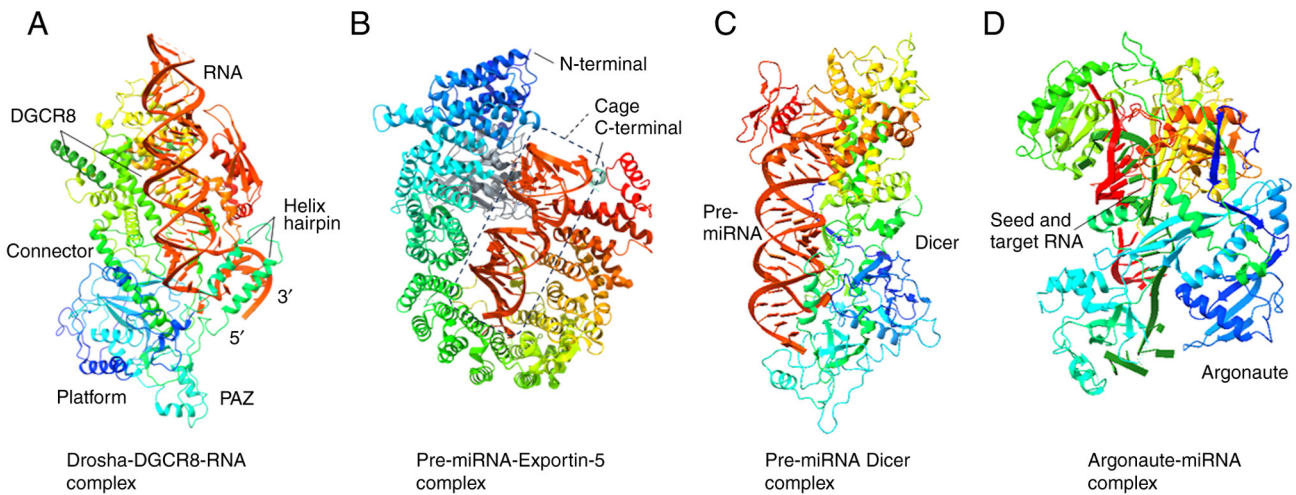 A
RNA
DGCR8
Helix
hairpin
Connector
3′
5′
Platform
PAZ
Drosha-DGCR8-RNA
complex
B
N-terminal
Cage
C-terminal
Pre-miRNA-Exportin-5
complex
C
Pre-
miRNA
Dicer
Pre-miRNA Dicer
complex
D
Seed and
target RNA
Argonaute
Argonaute-miRNA
complex